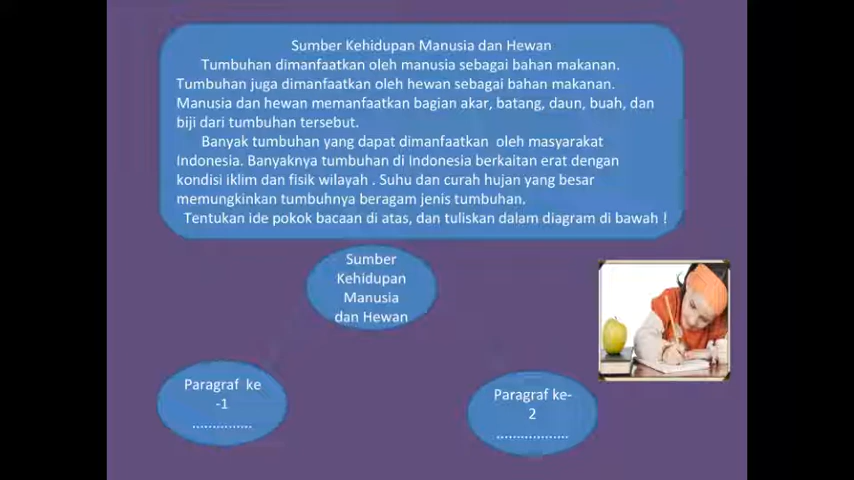 Sumber Kehidupan Manusia dan Hewan
Tumbuhan dimanfaatkan oleh manusia sebagai bahan makanan.
Tumbuhan juga dimanfaatkan oleh hewan sebagai bahan makanan.
Manusia dan hewan memanfaatkan bagian akar, batang, daun, buah, dan
biji dari tumbuhan tersebut.
Banyak tumbuhan yang dapat dimanfaatkan oleh masyarakat
Indonesia. Banyaknya tumbuhan di Indonesia berkaitan erat dengan
kondisi iklim dan fisik wilayah . Suhu dan curah hujan yang besar
memungkinkan tumbuhnya beragam jenis tumbuhan.
Tentukan ide pokok bacaan di atas, dan tuliskan dalam diagram di bawah !
Sumber
Kehidupan
Manusia
dan Hewan
Paragraf ke
-1
...............
Paragraf ke-
2
..................